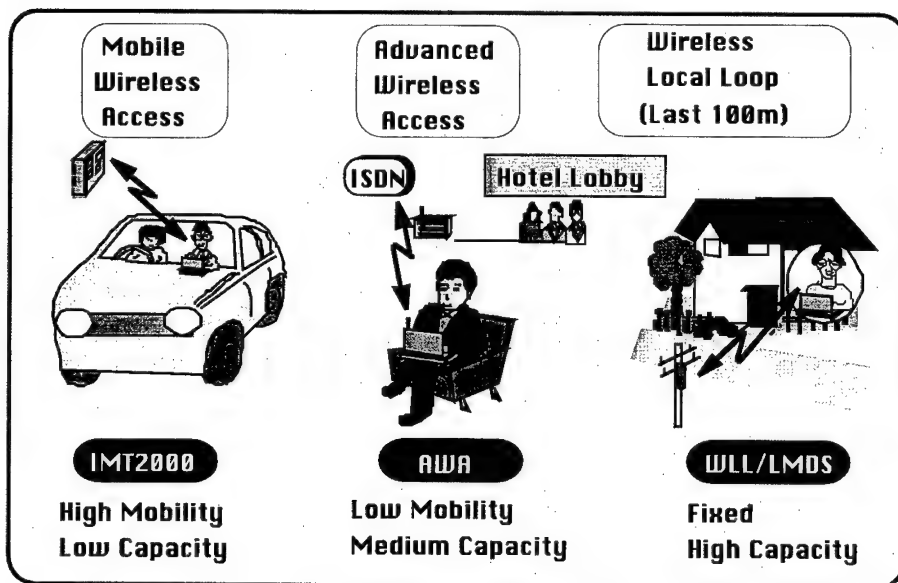 Mobile
Wireless
Access
Advanced
Wireless
Access
Wireless
Local Loop
(Last 100m)
ISDN
Hotel Lobby
IMT2000
High Mobility
Low Capacity
AWA
Low Mobility
Medium Capacity
WLL/LMDS
Fixed
High Capacity